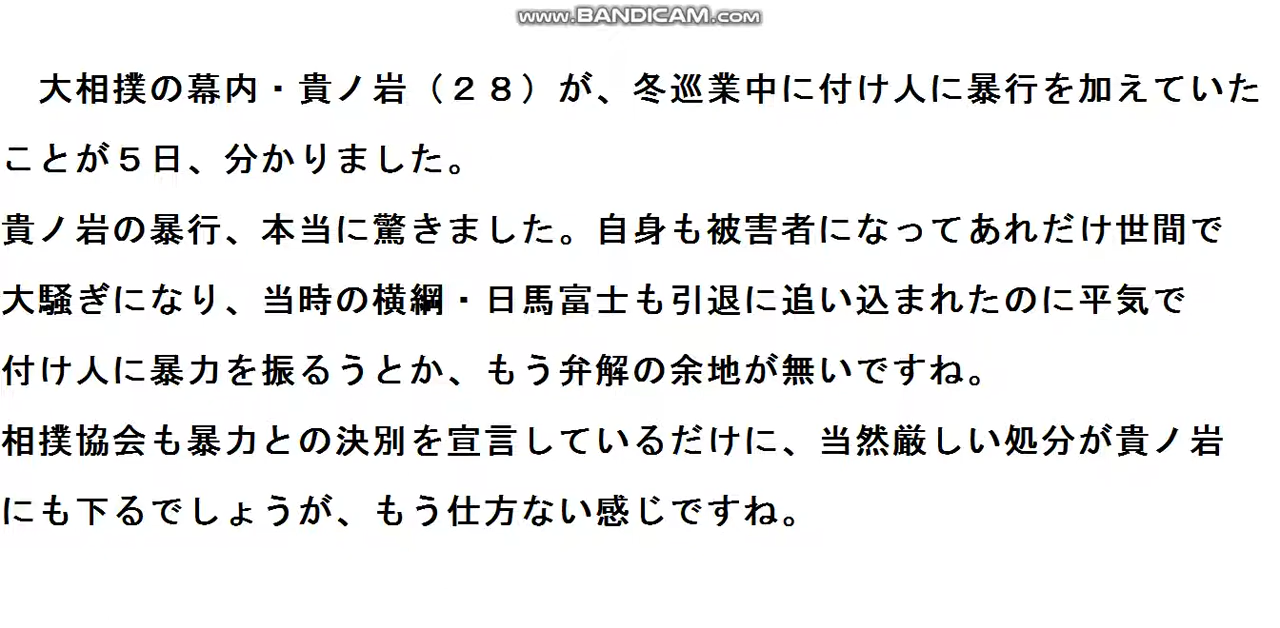 www.BANDICAM.com
　大相撲の幕内・貴ノ岩（２８）が、冬巡業中に付け人に暴行を加えていた
ことが５日、分かりました。
貴ノ岩の暴行、本当に驚きました。自身も被害者になってあれだけ世間で
大騒ぎになり、当時の横綱・日馬富士も引退に追い込まれたのに平気で
付け人に暴力を振るうとか、もう弁解の余地が無いですね。
相撲協会も暴力との決別を宣言しているだけに、当然厳しい処分が貴ノ岩
にも下るでしょうが、もう仕方ない感じですね。